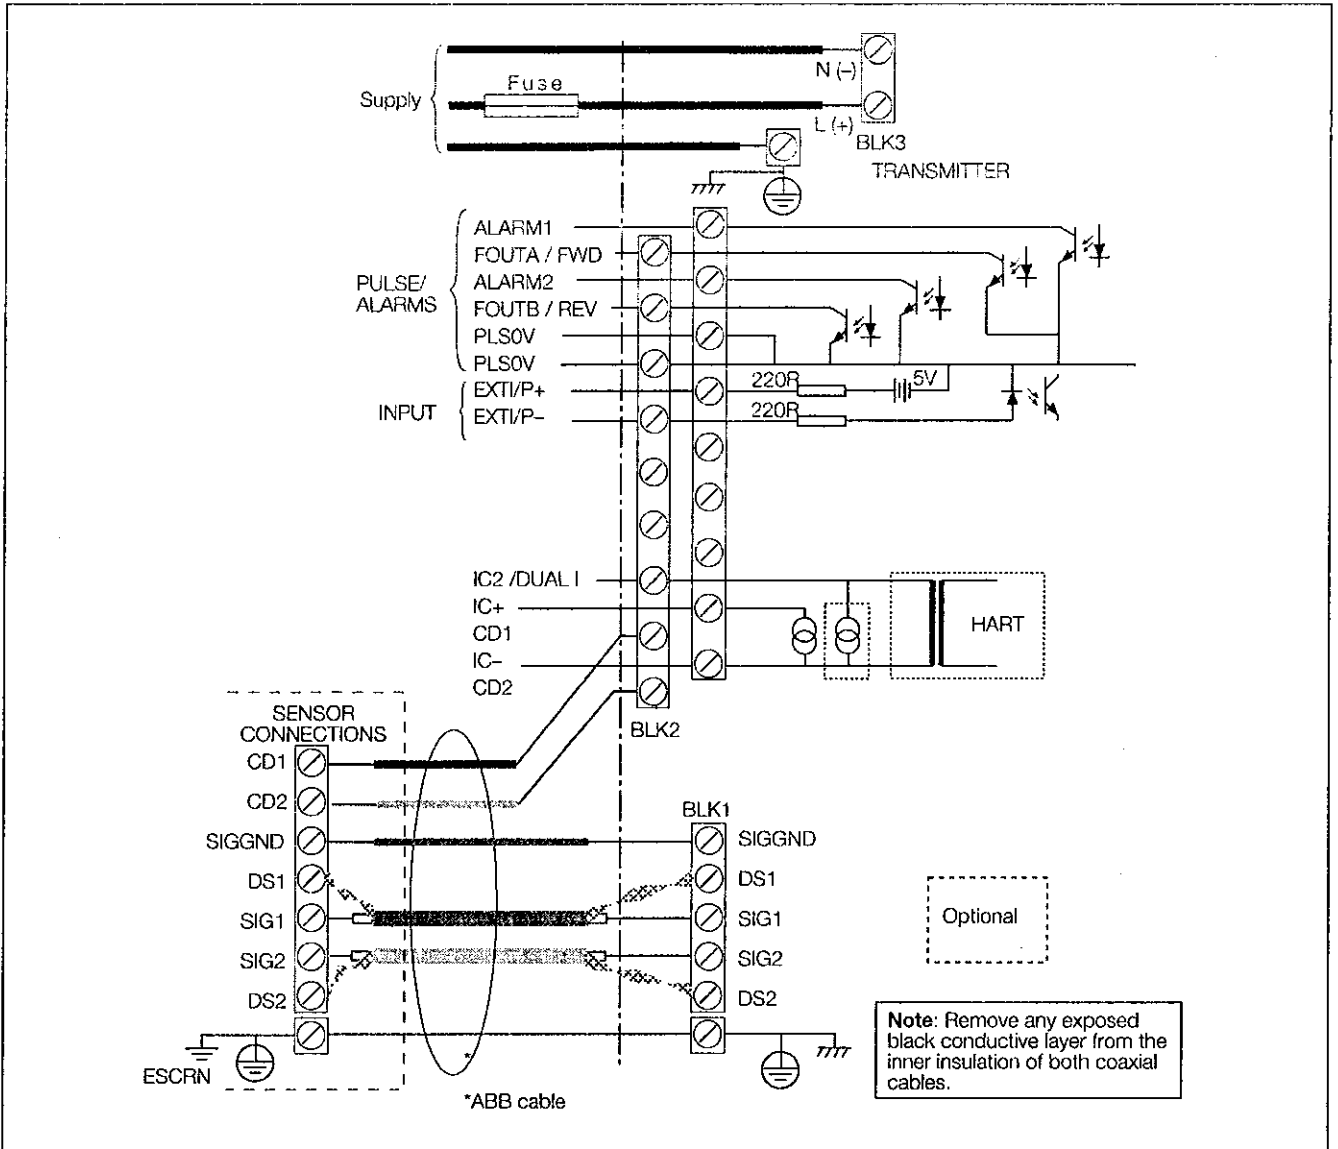 N (–)
Fuse
Supply
L (+)
BLK3
TRANSMITTER
ALARM1
FOUTA / FWD
PULSE/
ALARMS
ALARM2
FOUTB / REV
PLS0V
PLS0V
INPUT
EXTI/P+
EXTI/P–
220R
5V
220R
IC2 /DUAL I
IC+
CD1
IC–
CD2
HART
BLK2
SENSOR
CONNECTIONS
CD1
CD2
SIGGND
DS1
SIG1
SIG2
DS2
ESCRN
BLK1
SIGGND
DS1
SIG1
SIG2
DS2
Optional
Note: Remove any exposed
black conductive layer from the
inner insulation of both coaxial
cables.
*
*ABB cable